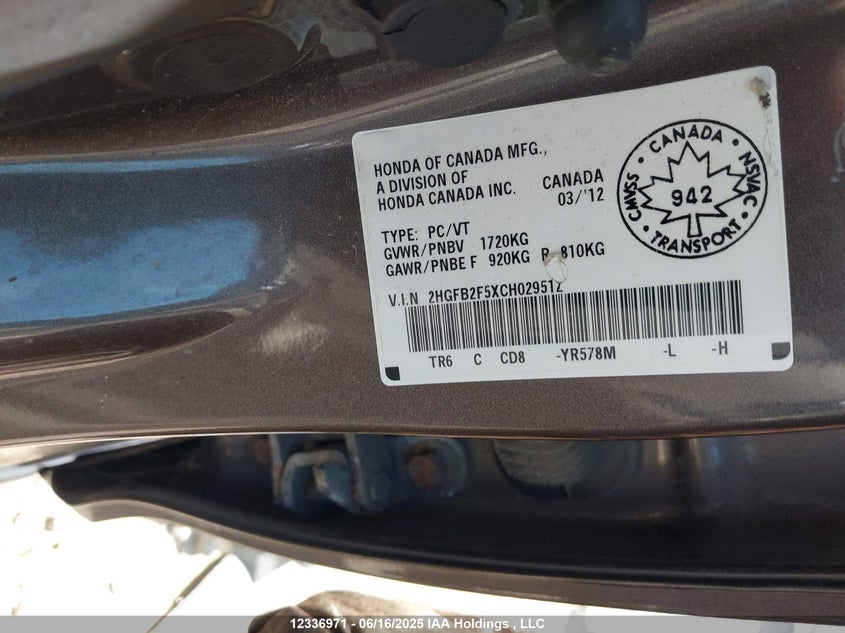 HONDA OF CANADA MFG.,
A DIVISION OF
HONDA CANADA INC. CANADA
03/'12
TYPE: PC/VT
GVWR/PNBV 1720KG
GAWR/PNBE F 920KG R 810KG
V.I.N 2HGFB2F5XCH029512
TR6 C CD8 -YR578M -L -H
CANADA
CMVSS 942 NSVAC
TRANSPORT
12336971 - 06/16/2025 IAA Holdings , LLC